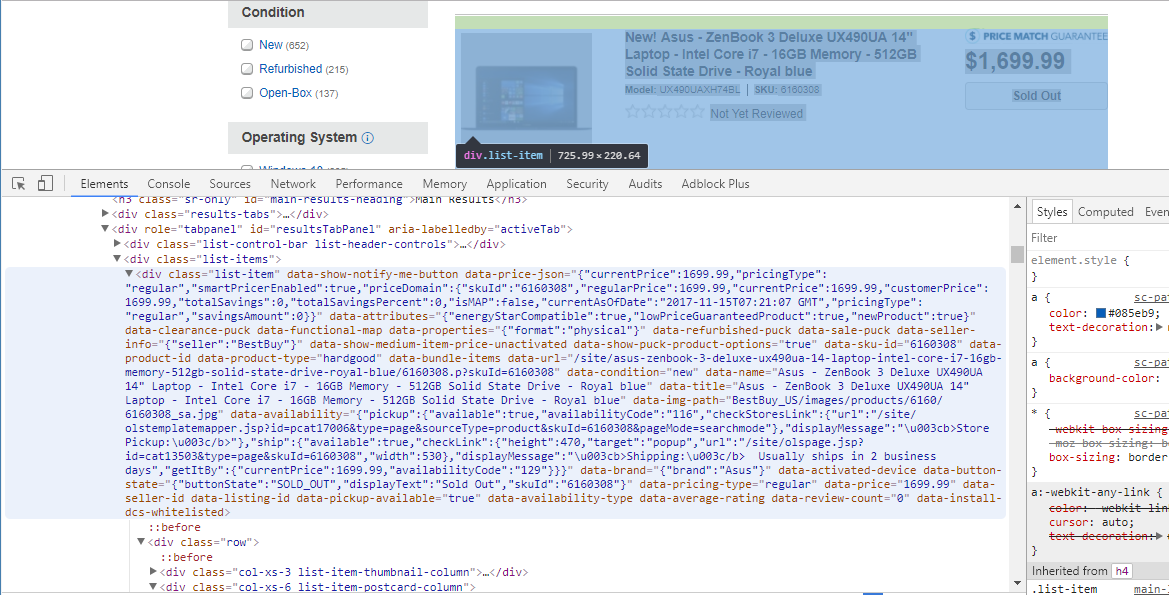 Condition
New (652)
Refurbished (215)
Open-Box (137)
Operating System
New! Asus - ZenBook 3 Deluxe UX490UA 14"
Laptop - Intel Core i7 - 16GB Memory - 512GB
Solid State Drive - Royal blue
Model: UX490UAXH74BL | SKU: 6160308
Not Yet Reviewed
$ PRICE MATCH GUARANTEE
$1,699.99
Sold Out
div.list-item | 725.99 × 220.64
Elements Console Sources Network Performance Memory Application Security Audits Adblock Plus
<h3 class="sr-only" id="main-results-heading">Main Results</h3>
<div class="results-tabs">…</div>
<div role="tabpanel" id="resultsTabPanel" aria-labelledby="activeTab">
<div class="list-control-bar list-header-controls">…</div>
<div class="list-items">
<div class="list-item" data-show-notify-me-button data-price-json="{"currentPrice":1699.99,"pricingType":
"regular","smartPricerEnabled":true,"priceDomain":{"skuId":"6160308","regularPrice":1699.99,"currentPrice":1699.99,"customerPrice":
1699.99,"totalSavings":0,"totalSavingsPercent":0,"isMAP":false,"currentAsOfDate":"2017-11-15T07:21:07 GMT","pricingType":
"regular","savingsAmount":0}}" data-attributes="{"energyStarCompatible":true,"lowPriceGuaranteedProduct":true,"newProduct":true}"
data-clearance-puck data-functional-map data-properties="{"format":"physical"}" data-refurbished-puck data-sale-puck data-seller-
info="{"seller":"BestBuy"}" data-show-medium-item-price-unactivated data-show-puck-product-options="true" data-sku-id="6160308" data-
product-id data-product-type="hardgood" data-bundle-items data-url="/site/asus-zenbook-3-deluxe-ux490ua-14-laptop-intel-core-i7-16gb-
memory-512gb-solid-state-drive-royal-blue/6160308.p?skuId=6160308" data-condition="new" data-name="Asus - ZenBook 3 Deluxe UX490UA
14" Laptop - Intel Core i7 - 16GB Memory - 512GB Solid State Drive - Royal blue" data-title="Asus - ZenBook 3 Deluxe UX490UA 14"
Laptop - Intel Core i7 - 16GB Memory - 512GB Solid State Drive - Royal blue" data-img-path="BestBuy_US/images/products/6160/
6160308_sa.jpg" data-availability="{"pickup":{"available":true,"availabilityCode":"116","checkStoresLink":{"url":"/site/
olstemplatemapper.jsp?id=pcat17006&type=page&sourceType=product&skuId=6160308&pageMode=searchmode"},"displayMessage":"\u003cb>Store
Pickup:\u003c/b>"},"ship":{"available":true,"checkLink":{"height":470,"target":"popup","url":"/site/olspage.jsp?
id=cat13503&type=page&skuId=6160308","width":530},"displayMessage":"\u003cb>Shipping:\u003c/b>  Usually ships in 2 business
days","getItBy":{"currentPrice":1699.99,"availabilityCode":"129"}}}" data-brand="{"brand":"Asus"}" data-activated-device data-button-
state="{"buttonState":"SOLD_OUT","displayText":"Sold Out","skuId":"6160308"}" data-pricing-type="regular" data-price="1699.99" data-
seller-id data-listing-id data-pickup-available="true" data-availability-type data-average-rating data-review-count="0" data-install-
dcs-whitelisted>
::before
<div class="row">
::before
<div class="col-xs-3 list-item-thumbnail-column">…</div>
<div class="col-xs-6 list-item-postcard-column">
Styles Computed Even
Filter
element.style {
}
a { sc-pa
color: #085eb9;
text-decoration:
}
a { sc-pat
background-color:
}
* { sc-pat
-webkit-box-sizing
-moz-box-sizing: b
box-sizing: border
}
a:-webkit-any-link {
color: -webkit-lin
cursor: auto;
text-decoration:
}
Inherited from h4
.list-item main-